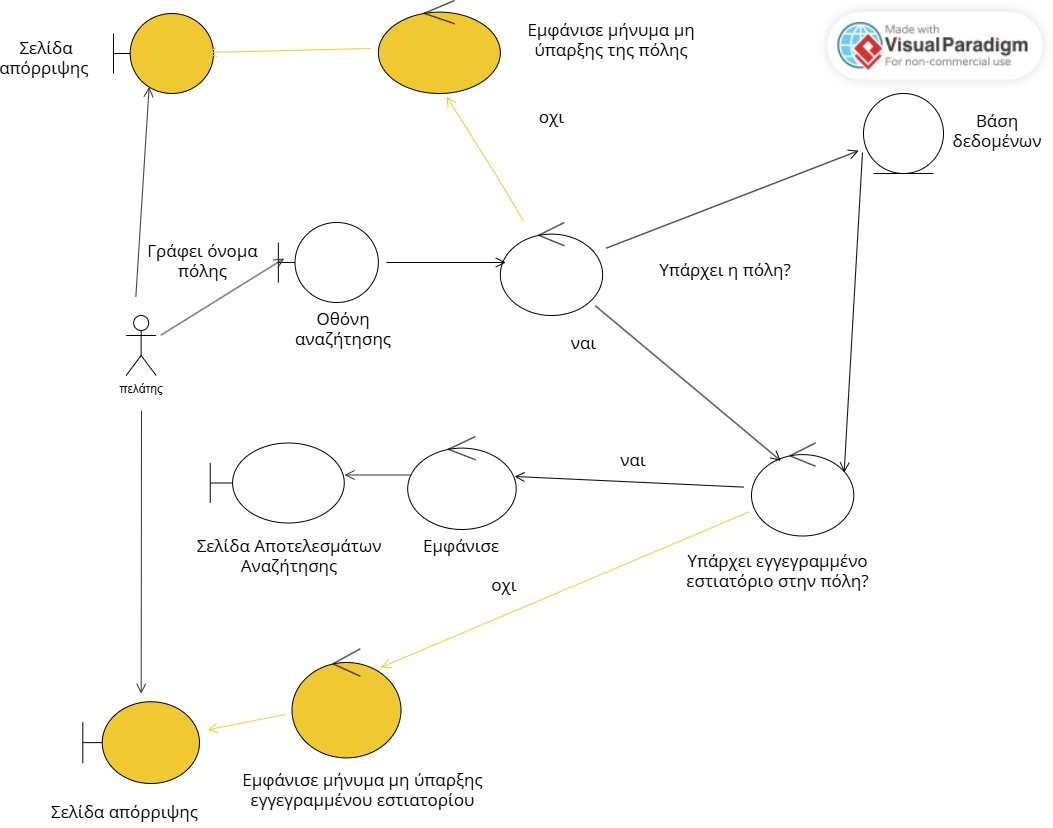 Σελίδα
απόρριψης
Εμφάνισε μήνυμα μη
ύπαρξης της πόλης
Made with
VisualParadigm
For non-commercial use
οχι
Βάση
δεδομένων
Γράφει όνομα
πόλης
Υπάρχει η πόλη?
Οθόνη
αναζήτησης
ναι
πελάτης
ναι
Σελίδα Αποτελεσμάτων
Αναζήτησης
Εμφάνισε
Υπάρχει εγγεγραμμένο
εστιατόριο στην πόλη?
οχι
Εμφάνισε μήνυμα μη ύπαρξης
εγγεγραμμένου εστιατορίου
Σελίδα απόρριψης